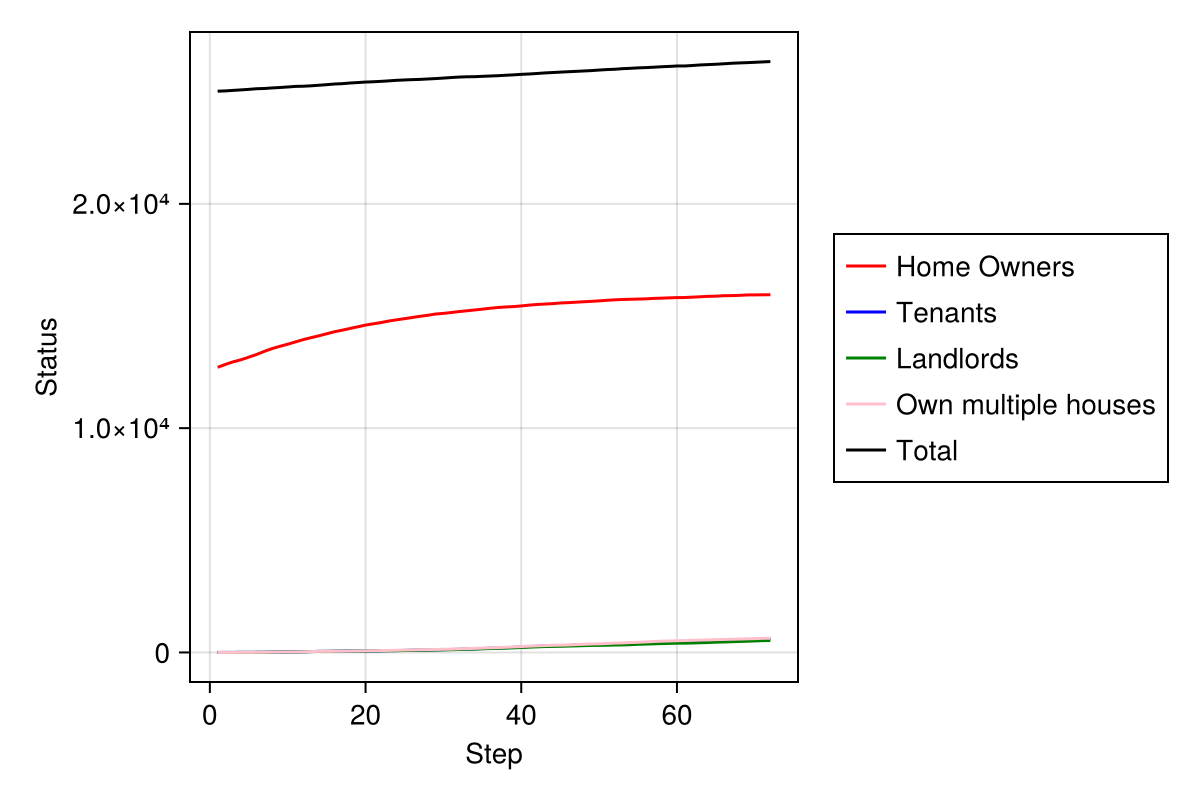 Status
2.0×10⁴
1.0×10⁴
0
0 20 40 60
Step
Home Owners
Tenants
Landlords
Own multiple houses
Total